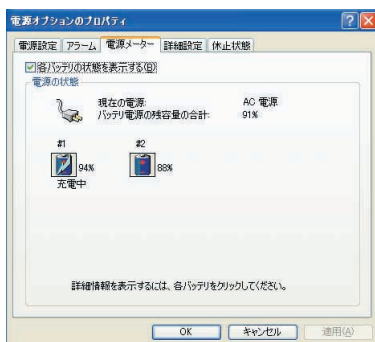 電源オプションのプロパティ
電源設定 アラーム 電源メーター 詳細設定 休止状態
各バッテリの状態を表示する(D)
電源の状態
現在の電源: AC 電源
バッテリ電源の残容量の合計: 91%
#1 #2
94% 88%
充電中
詳細情報を表示するには、各バッテリをクリックしてください。
OK キャンセル 適用(A)